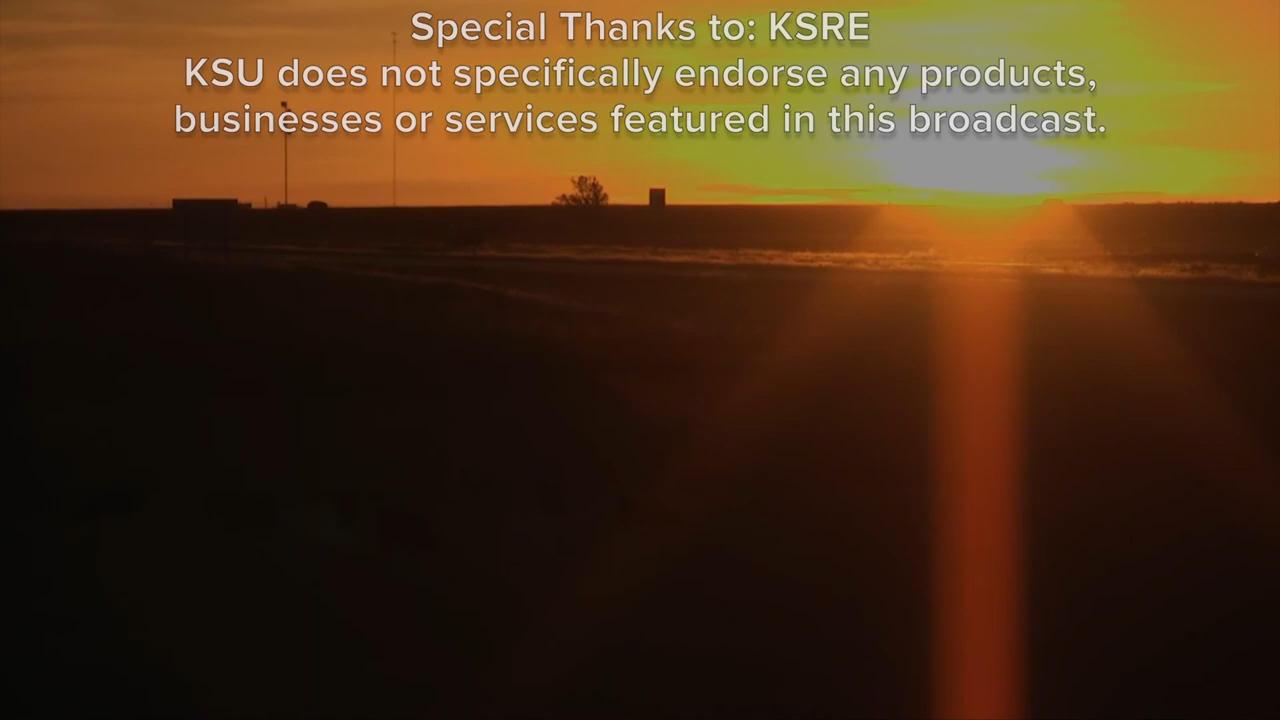 Special Thanks to: KSRE
KSU does not specifically endorse any products,
businesses or services featured in this broadcast.